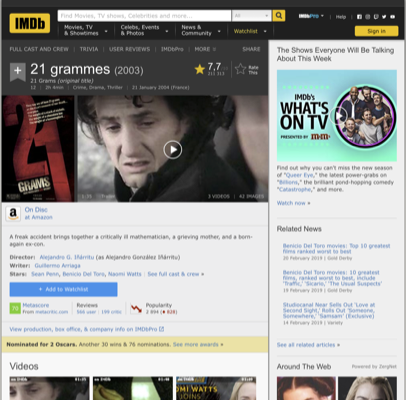 IMDb
Find Movies, TV shows, Celebrities and more...
All
IMDbPro
Help
Movies, TV
& Showtimes
Celebs, Events
& Photos
News &
Community
Watchlist
Sign in
FULL CAST AND CREW | TRIVIA | USER REVIEWS | IMDbPro | MORE
SHARE
21 grammes (2003)
21 Grams (original title)
12 | 2h 4min | Crime, Drama, Thriller | 21 January 2004 (France)
7,7
Rate
This
21
GRAMS
3 VIDEOS | 42 IMAGES
On Disc
at Amazon
A freak accident brings together a critically ill mathematician, a grieving mother, and a born-
again ex-con.
Director: Alejandro G. Iñárritu (as Alejandro González Iñárritu)
Writer: Guillermo Arriaga
Stars: Sean Penn, Benicio Del Toro, Naomi Watts | See full cast & crew »
+ Add to Watchlist
Metascore
From metacritic.com
Reviews
566 user | 199 critic
Popularity
2 894 ( 828)
View production, box office, & company info on IMDbPro
Nominated for 2 Oscars. Another 30 wins & 76 nominations. See more awards »
Videos
The Shows Everyone Will Be Talking
About This Week
IMDb's
WHAT'S
ON TV
PRESENTED BY M&M'S
Find out why you can't miss the new season
of "Queer Eye," the latest power-grabs on
"Billions," the brilliant pond-hopping comedy
"Catastrophe," and more.
Watch now »
Related News
Benicio Del Toro movies: Top 10 greatest
films ranked worst to best
20 February 2019 | Gold Derby
Benicio Del Toro movies: 10 greatest
films, ranked worst to best, include
'Traffic,' 'Sicario,' 'The Usual Suspects'
19 February 2019 | Gold Derby
Studiocanal Near Sells Out 'Love at
Second Sight,' Rolls Out 'Someone,
Somewhere,' 'Samsam' (Exclusive)
14 February 2019 | Variety
See all related articles »
Around The Web
Powered by ZergNet